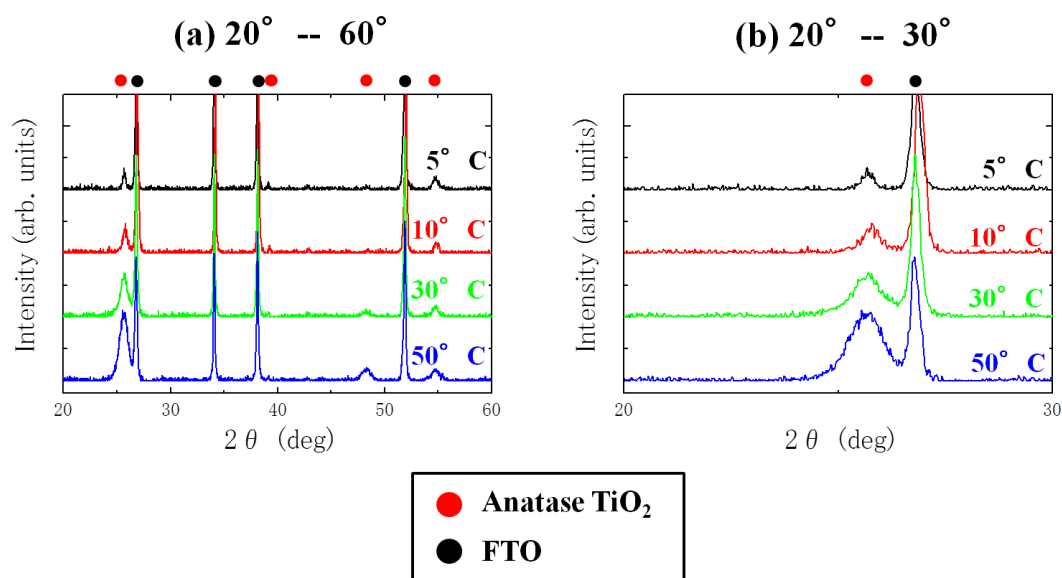 (a) 20° -- 60°
(b) 20° -- 30°
Intensity (arb. units)
5° C
10° C
30° C
50° C
20 30 40 50 60
2θ (deg)
Intensity (arb. units)
5° C
10° C
30° C
50° C
20 30
2θ (deg)
Anatase TiO₂
FTO